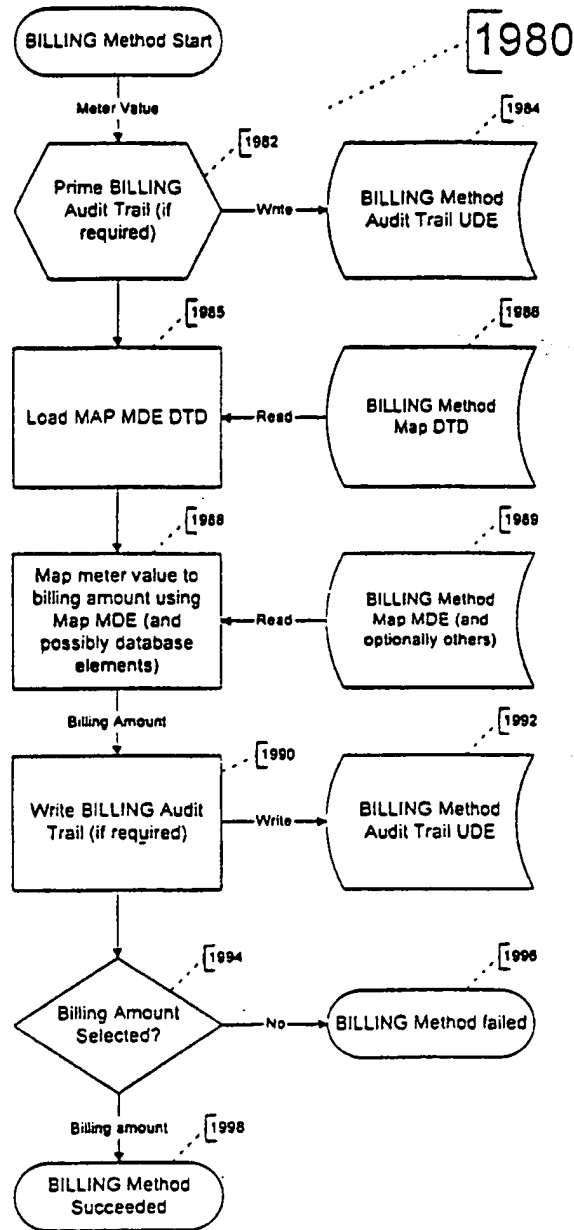 BILLING Method Start
1980
Meter Value
1982
1984
Prime BILLING
Audit Trail (if
required)
Write
BILLING Method
Audit Trail UDE
1985
1986
Load MAP MDE DTD
Read
BILLING Method
Map DTD
1988
1989
Map meter value to
billing amount using
Map MDE (and
possibly database
elements)
Read
BILLING Method
Map MDE (and
optionally others)
Billing Amount
1990
1992
Write BILLING Audit
Trail (if required)
Write
BILLING Method
Audit Trail UDE
1994
1996
Billing Amount
Selected?
No
BILLING Method failed
Billing amount
1998
BILLING Method
Succeeded